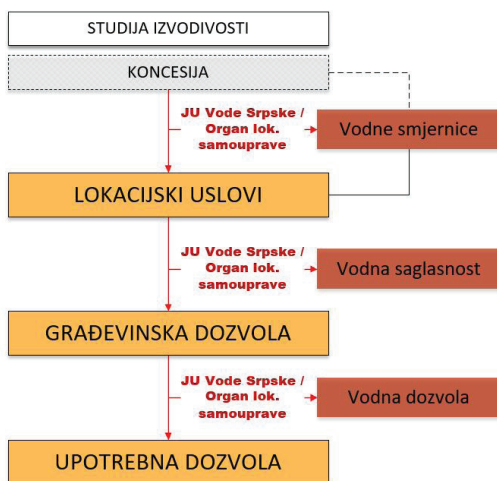 STUDIJA IZVODIVOSTI
KONCESIJA
JU Vode Srpske /
Organ lok.
samouprave
Vodne smjernice
LOKACIJSKI USLOVI
JU Vode Srpske /
Organ lok.
samouprave
Vodna saglasnost
GRAĐEVINSKA DOZVOLA
JU Vode Srpske /
Organ lok.
samouprave
Vodna dozvola
UPOTREBNA DOZVOLA